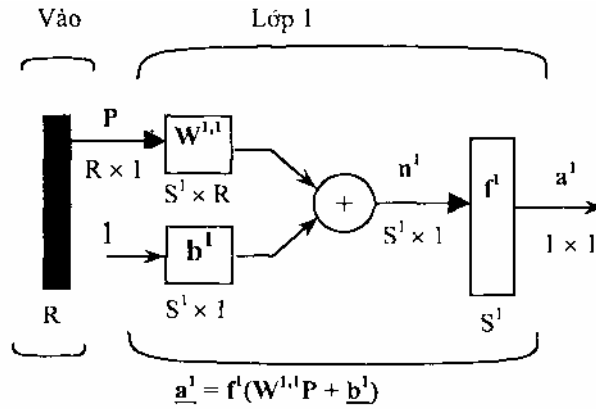 Vào Lớp 1
P W¹,¹ n¹ f¹ a¹
R × 1 S¹ × R + S¹ × 1 1 × 1
1 b¹
R S¹ × 1 S¹
a¹ = f¹(W¹,¹P + b¹)